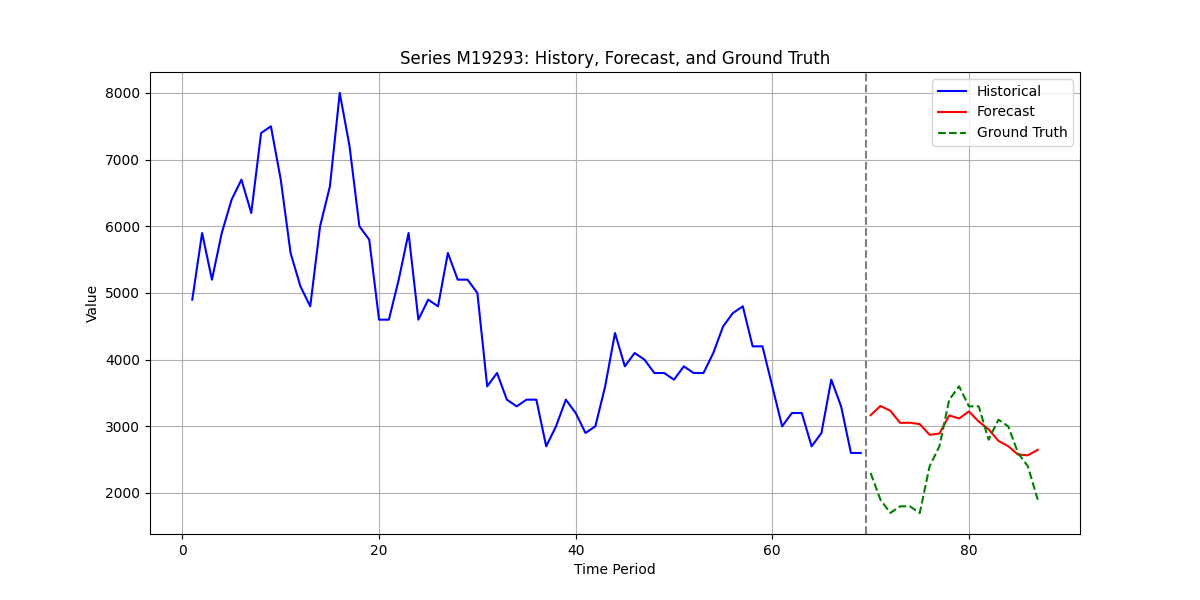 Series M19293: History, Forecast, and Ground Truth
Historical
Forecast
Ground Truth
8000
7000
6000
5000
4000
3000
2000
Value
0 20 40 60 80
Time Period